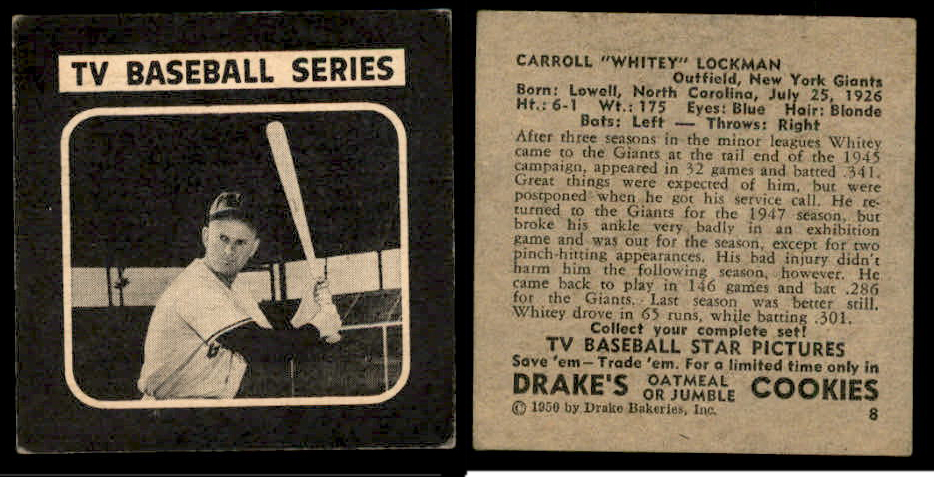 TV BASEBALL SERIES
CARROLL "WHITEY" LOCKMAN
Outfield, New York Giants
Born: Lowell, North Carolina, July 25, 1926
Ht.: 6-1 Wt.: 175 Eyes: Blue Hair: Blonde
Bats: Left — Throws: Right
After three seasons in the minor leagues Whitey
came to the Giants at the tail end of the 1945
campaign, appeared in 32 games and batted .341.
Great things were expected of him, but were
postponed when he got his service call. He re-
turned to the Giants for the 1947 season, but
broke his ankle very badly in an exhibition
game and was out for the season, except for two
pinch-hitting appearances. His bad injury didn't
harm him the following season, however. He
came back to play in 146 games and bat .286
for the Giants. Last season was better still.
Whitey drove in 65 runs, while batting .301.
Collect your complete set!
TV BASEBALL STAR PICTURES
Save 'em—Trade 'em. For a limited time only in
DRAKE'S OATMEAL OR JUMBLE COOKIES
© 1950 by Drake Bakeries, Inc.
8